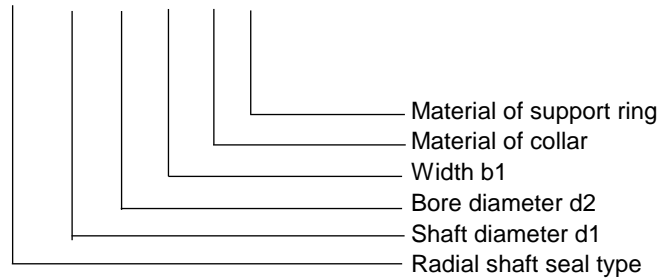 Material of support ring
Material of collar
Width b1
Bore diameter d2
Shaft diameter d1
Radial shaft seal type